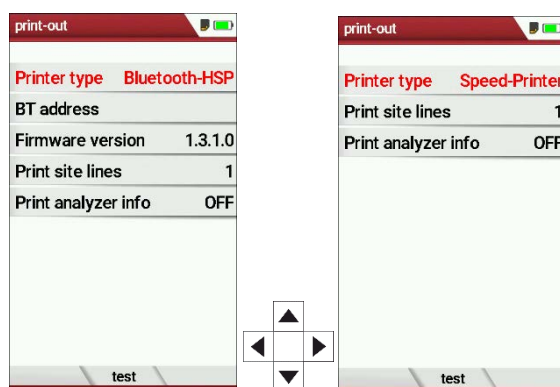 print-out
Printer type Bluetooth-HSP
BT address
Firmware version 1.3.1.0
Print site lines 1
Print analyzer info OFF
test
print-out
Printer type Speed-Printer
Print site lines 1
Print analyzer info OFF
test